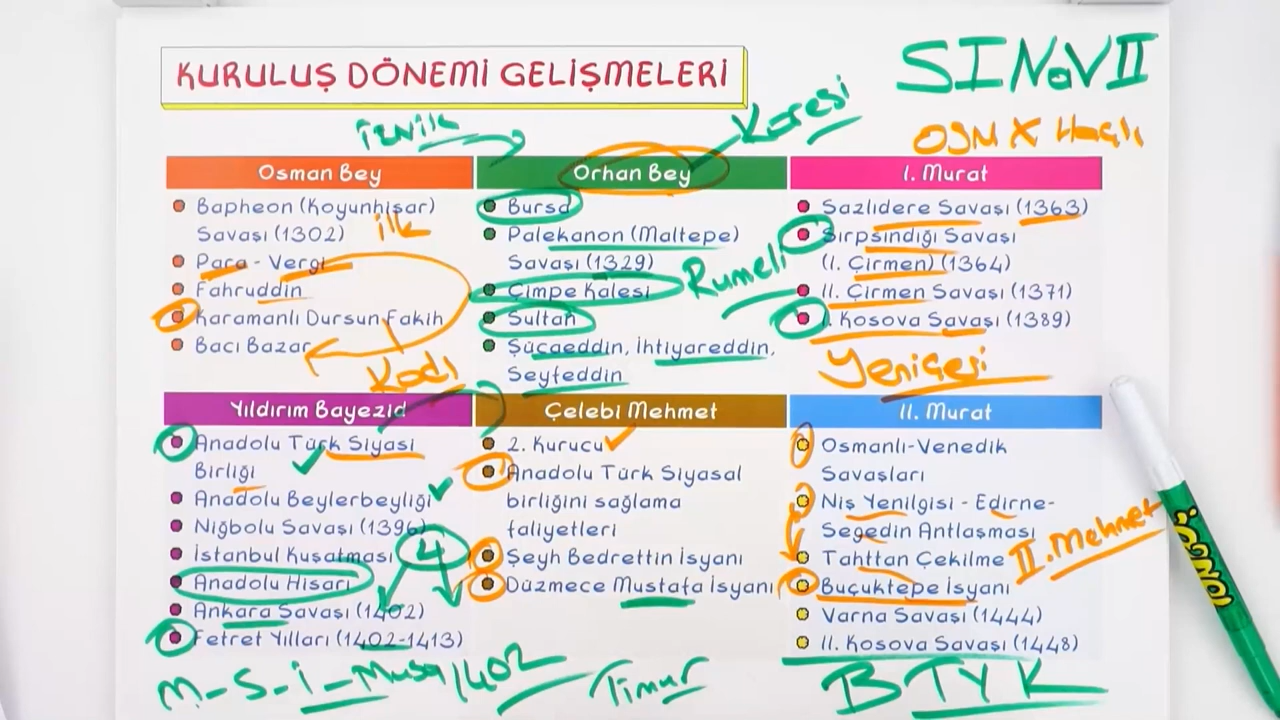 KURULUŞ DÖNEMİ GELİŞMELERİ
SINAV II
İznik
Karesi
OSM X Haçlı
Osman Bey
Bapheon (Koyunhisar)
Savaşı (1302)
ilk
Para - Vergi
Fahruddin
Karamanlı Dursun Fakih
Bacı Bazar
Kadı
Orhan Bey
Bursa
Palekanon (Maltepe)
Savaşı (1329)
Çimpe Kalesi
Rumeli
Sultan
Şücaeddin, İhtiyareddin,
Seyfeddin
I. Murat
Sazlıdere Savaşı (1363)
Sırpsındığı Savaşı
(I. Çirmen) (1364)
II. Çirmen Savaşı (1371)
I. Kosova Savaşı (1389)
Yeniçeri
Yıldırım Bayezid
Anadolu Türk Siyasi
Birliği
Anadolu Beylerbeyliği
Niğbolu Savaşı (1396)
İstanbul Kuşatması
4
Anadolu Hisarı
Ankara Savaşı (1402)
Fetret Yılları (1402-1413)
M-S-İ-Musa
1402
Timur
Çelebi Mehmet
2. Kurucu
Anadolu Türk Siyasal
birliğini sağlama
faliyetleri
Şeyh Bedrettin İsyanı
Düzmece Mustafa İsyanı
II. Murat
Osmanlı-Venedik
Savaşları
Niş Yenilgisi - Edirne-
Segedin Antlaşması
Tahttan Çekilme
II. Mehmet
Buçuktepe İsyanı
Varna Savaşı (1444)
II. Kosova Savaşı (1448)
BTYK